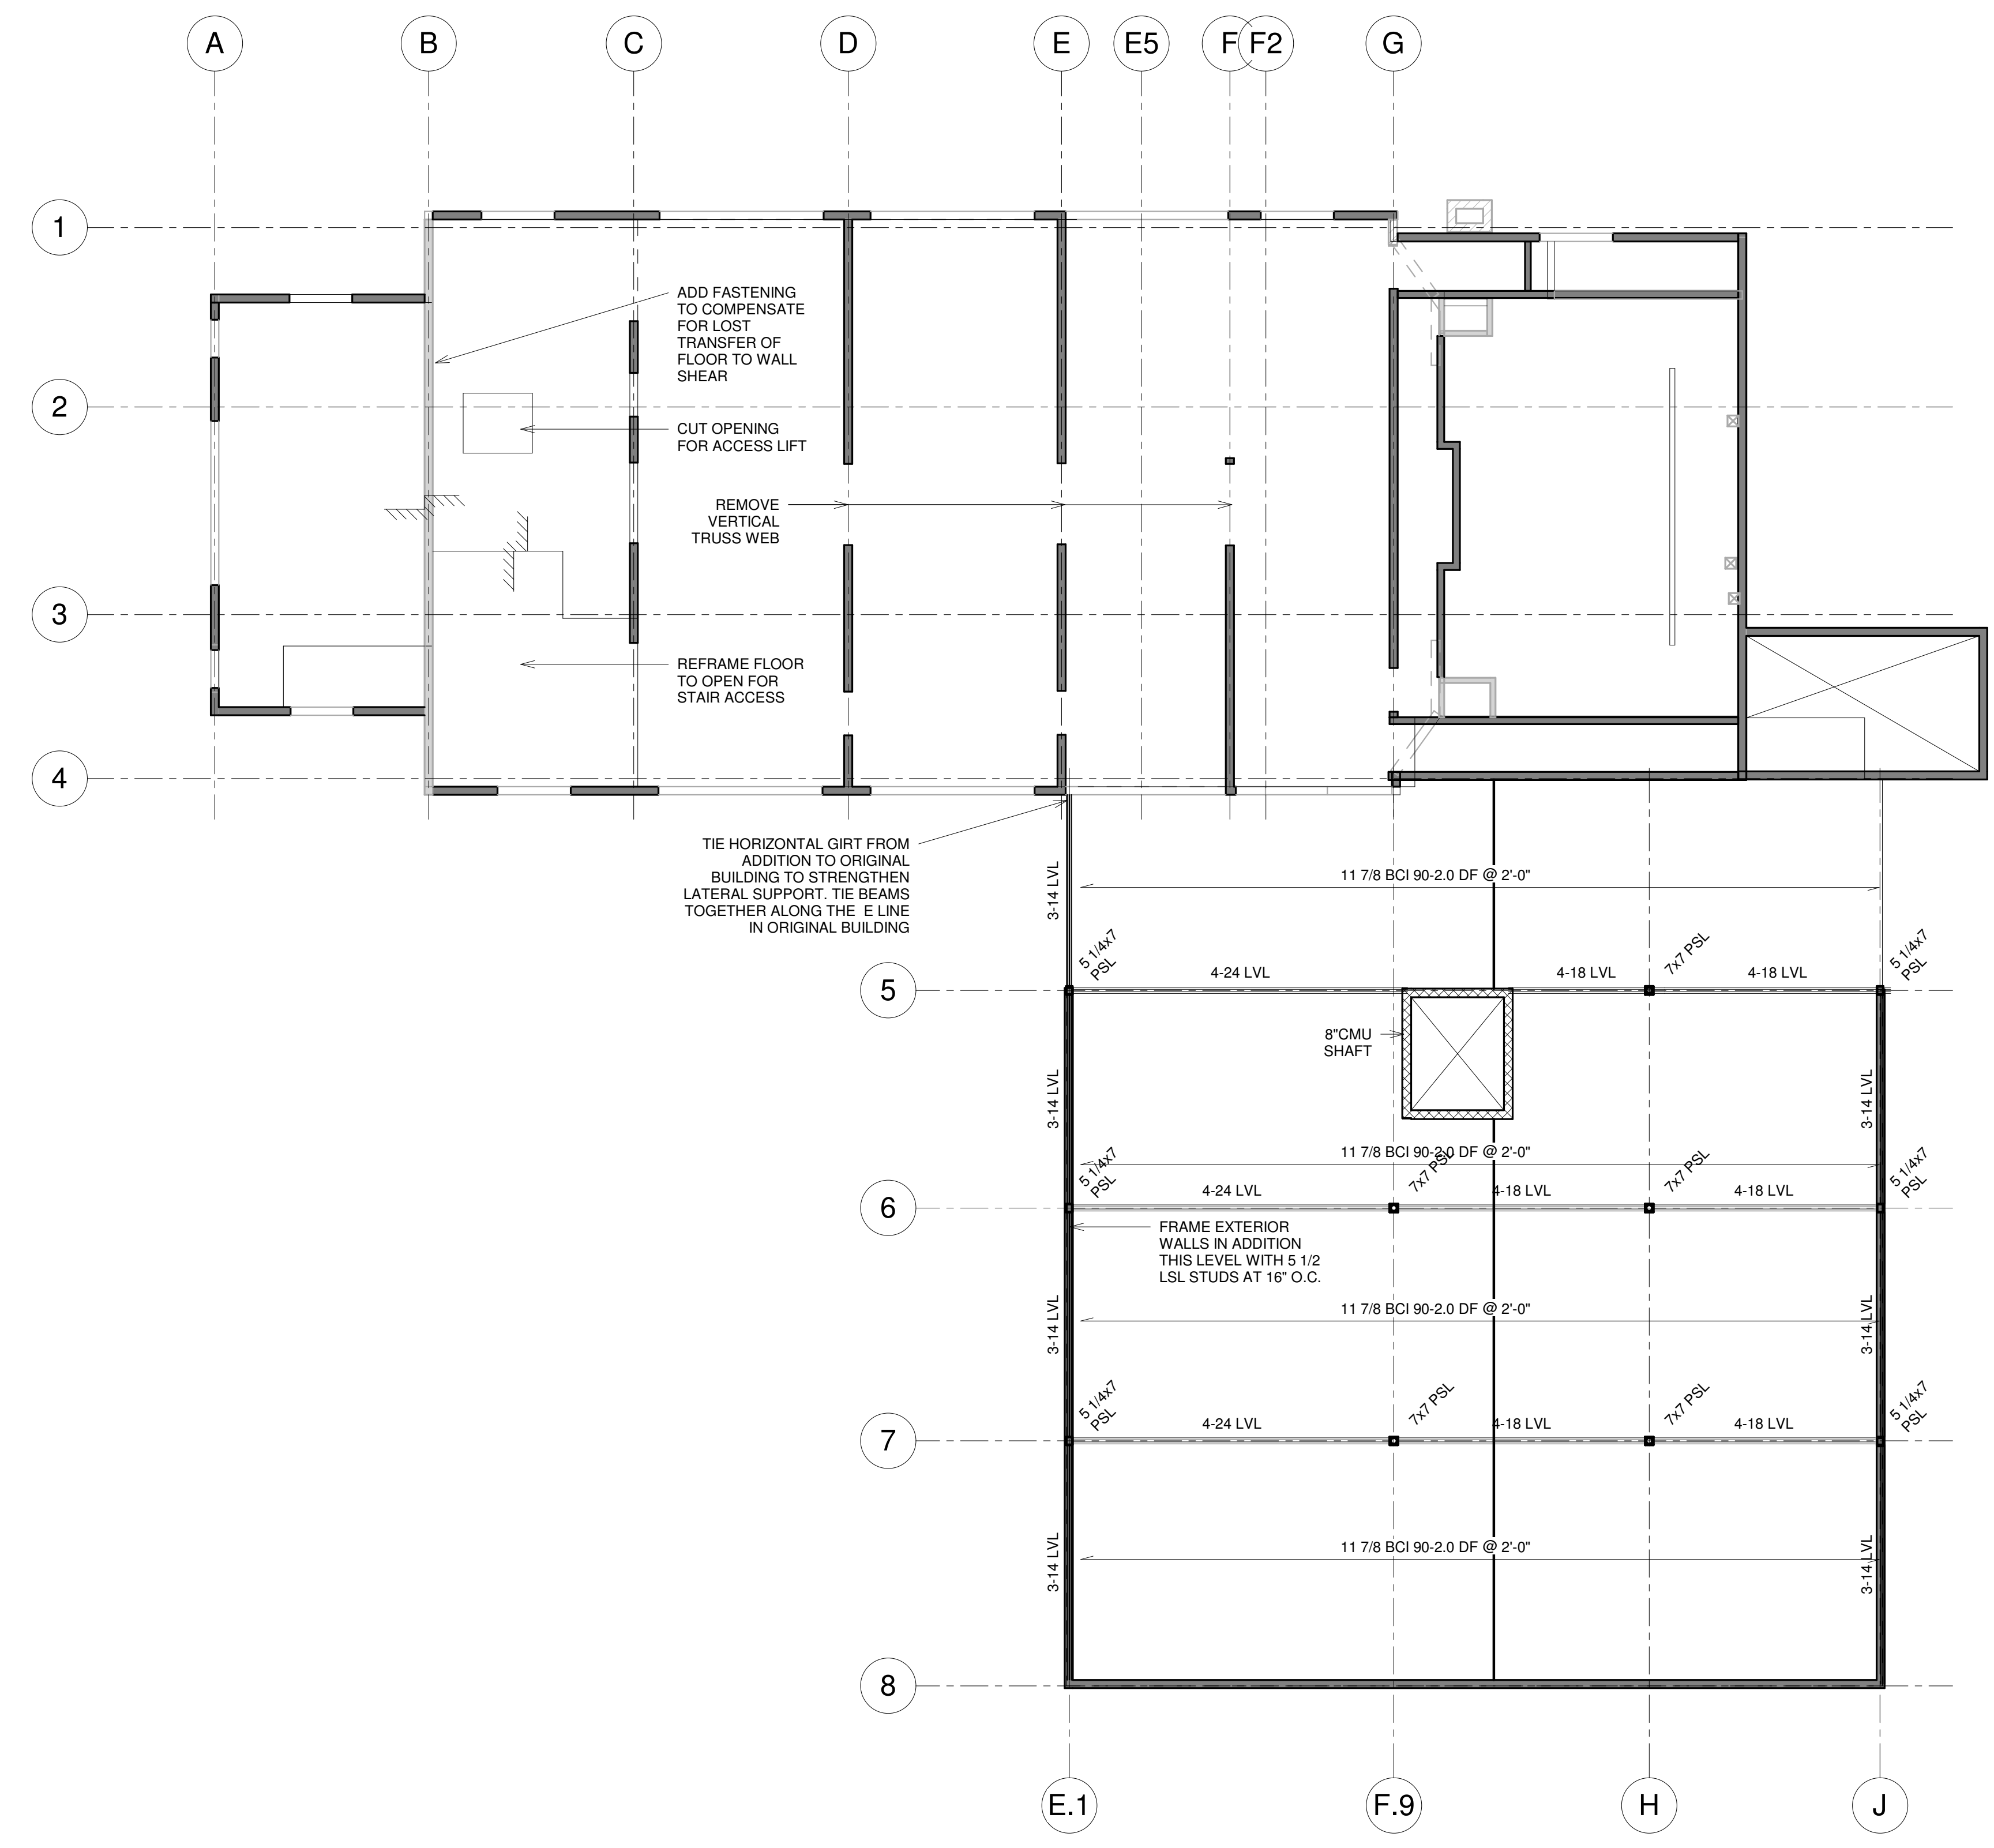 A
B
C
D
E
E5
F
F2
G
1
2
3
4
ADD FASTENING
TO COMPENSATE
FOR LOST
TRANSFER OF
FLOOR TO WALL
SHEAR
CUT OPENING
FOR ACCESS LIFT
REMOVE
VERTICAL
TRUSS WEB
REFRAME FLOOR
TO OPEN FOR
STAIR ACCESS
TIE HORIZONTAL GIRT FROM
ADDITION TO ORIGINAL
BUILDING TO STRENGTHEN
LATERAL SUPPORT. TIE BEAMS
TOGETHER ALONG THE E LINE
IN ORIGINAL BUILDING
3-14 LVL
11 7/8 BCI 90-2.0 DF @ 2'-0"
5 1/4x7
PSL
7x7 PSL
5 1/4x7
PSL
5
4-24 LVL
4-18 LVL
4-18 LVL
8"CMU
SHAFT
3-14 LVL
3-14 LVL
11 7/8 BCI 90-2.0 DF @ 2'-0"
5 1/4x7
PSL
7x7 PSL
7x7 PSL
5 1/4x7
PSL
6
4-24 LVL
4-18 LVL
4-18 LVL
FRAME EXTERIOR
WALLS IN ADDITION
THIS LEVEL WITH 5 1/2
LSL STUDS AT 16" O.C.
3-14 LVL
3-14 LVL
11 7/8 BCI 90-2.0 DF @ 2'-0"
5 1/4x7
PSL
7x7 PSL
7x7 PSL
5 1/4x7
PSL
7
4-24 LVL
4-18 LVL
4-18 LVL
3-14 LVL
3-14 LVL
11 7/8 BCI 90-2.0 DF @ 2'-0"
8
E.1
F.9
H
J